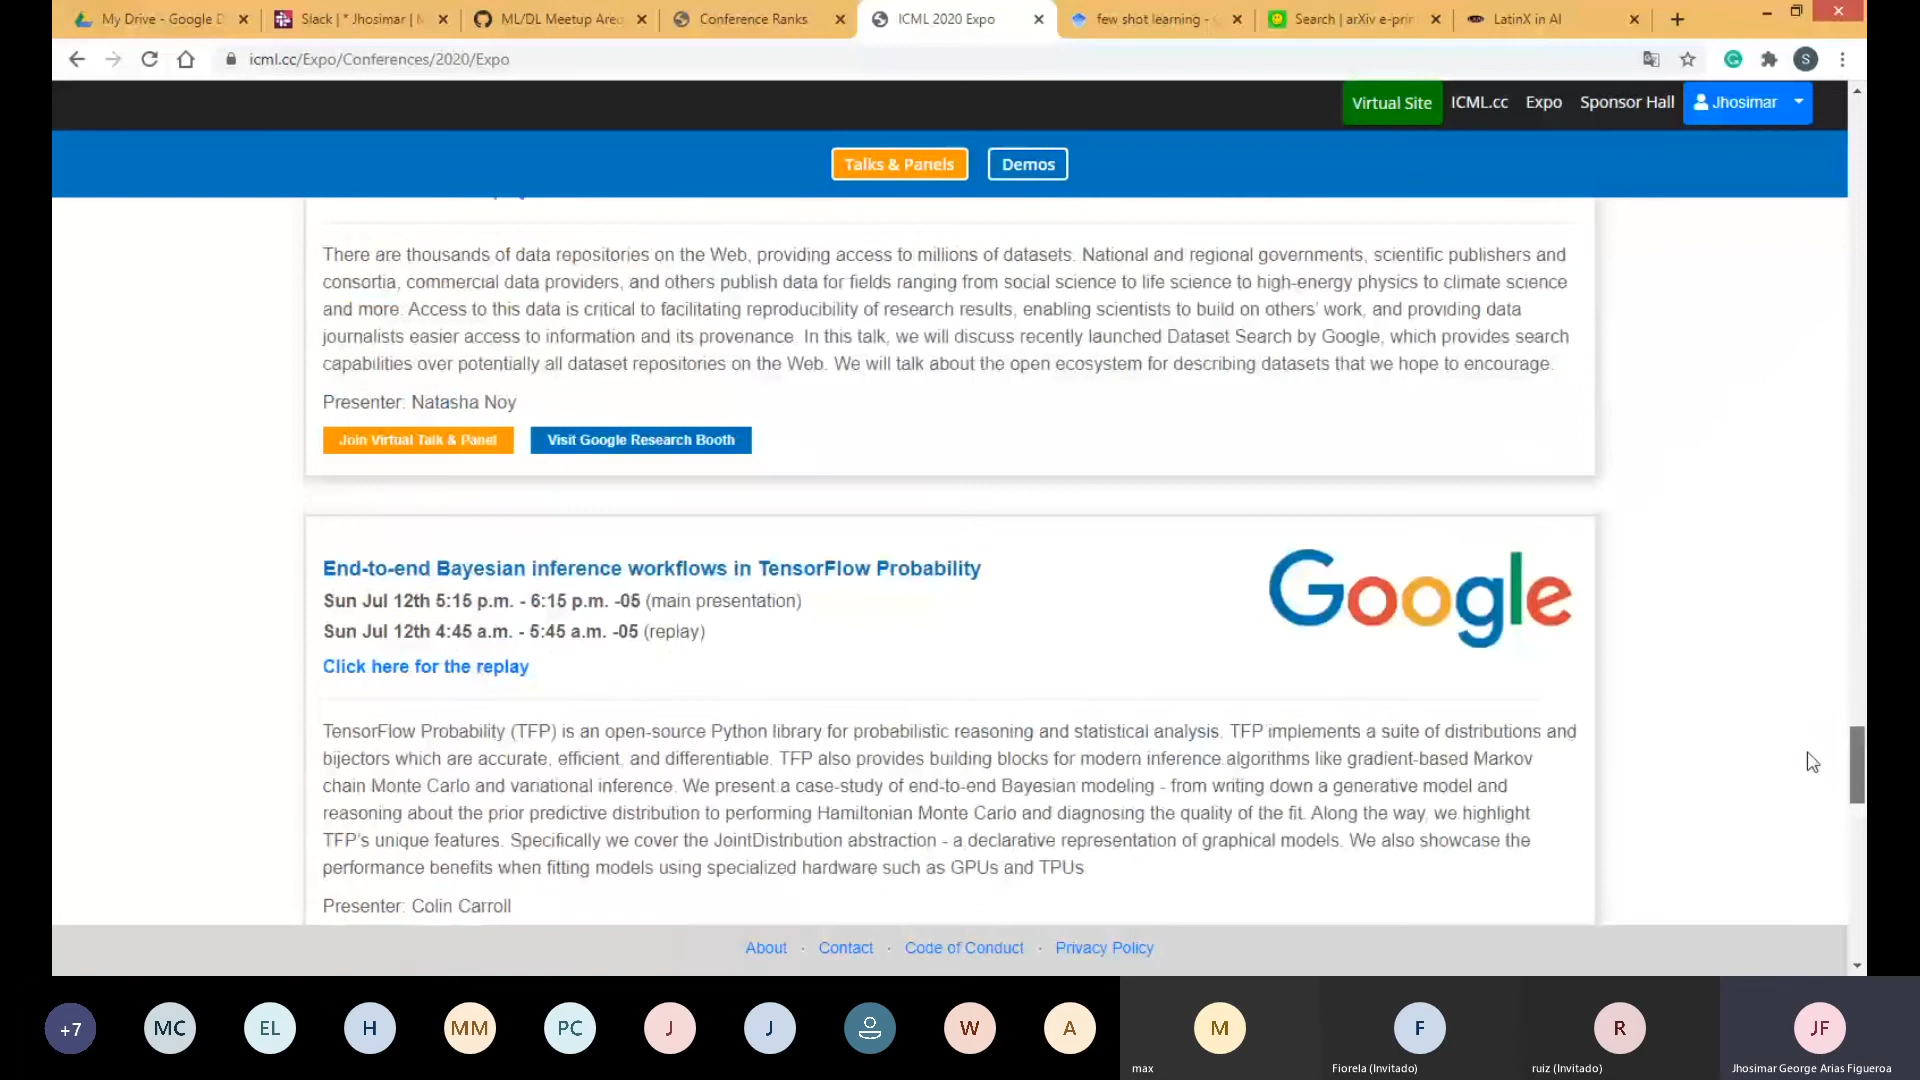 My Drive - Google D
Slack | * Jhosimar |
ML/DL Meetup Areq
Conference Ranks
ICML 2020 Expo
few shot learning -
Search | arXiv e-prin
LatinX in AI
icml.cc/Expo/Conferences/2020/Expo
S
Virtual Site
ICML.cc
Expo
Sponsor Hall
Jhosimar
Talks & Panels
Demos
There are thousands of data repositories on the Web, providing access to millions of datasets. National and regional governments, scientific publishers and
consortia, commercial data providers, and others publish data for fields ranging from social science to life science to high-energy physics to climate science
and more. Access to this data is critical to facilitating reproducibility of research results, enabling scientists to build on others' work, and providing data
journalists easier access to information and its provenance. In this talk, we will discuss recently launched Dataset Search by Google, which provides search
capabilities over potentially all dataset repositories on the Web. We will talk about the open ecosystem for describing datasets that we hope to encourage.
Presenter: Natasha Noy
Join Virtual Talk & Panel
Visit Google Research Booth
End-to-end Bayesian inference workflows in TensorFlow Probability
Google
Sun Jul 12th 5:15 p.m. - 6:15 p.m. -05 (main presentation)
Sun Jul 12th 4:45 a.m. - 5:45 a.m. -05 (replay)
Click here for the replay
TensorFlow Probability (TFP) is an open-source Python library for probabilistic reasoning and statistical analysis. TFP implements a suite of distributions and
bijectors which are accurate, efficient, and differentiable. TFP also provides building blocks for modern inference algorithms like gradient-based Markov
chain Monte Carlo and variational inference. We present a case-study of end-to-end Bayesian modeling - from writing down a generative model and
reasoning about the prior predictive distribution to performing Hamiltonian Monte Carlo and diagnosing the quality of the fit. Along the way, we highlight
TFP's unique features. Specifically we cover the JointDistribution abstraction - a declarative representation of graphical models. We also showcase the
performance benefits when fitting models using specialized hardware such as GPUs and TPUs
Presenter: Colin Carroll
About · Contact · Code of Conduct · Privacy Policy
+7
MC
EL
H
MM
PC
J
J
W
A
M
F
R
JF
max
Fiorela (Invitado)
ruiz (Invitado)
Jhosimar George Arias Figueroa